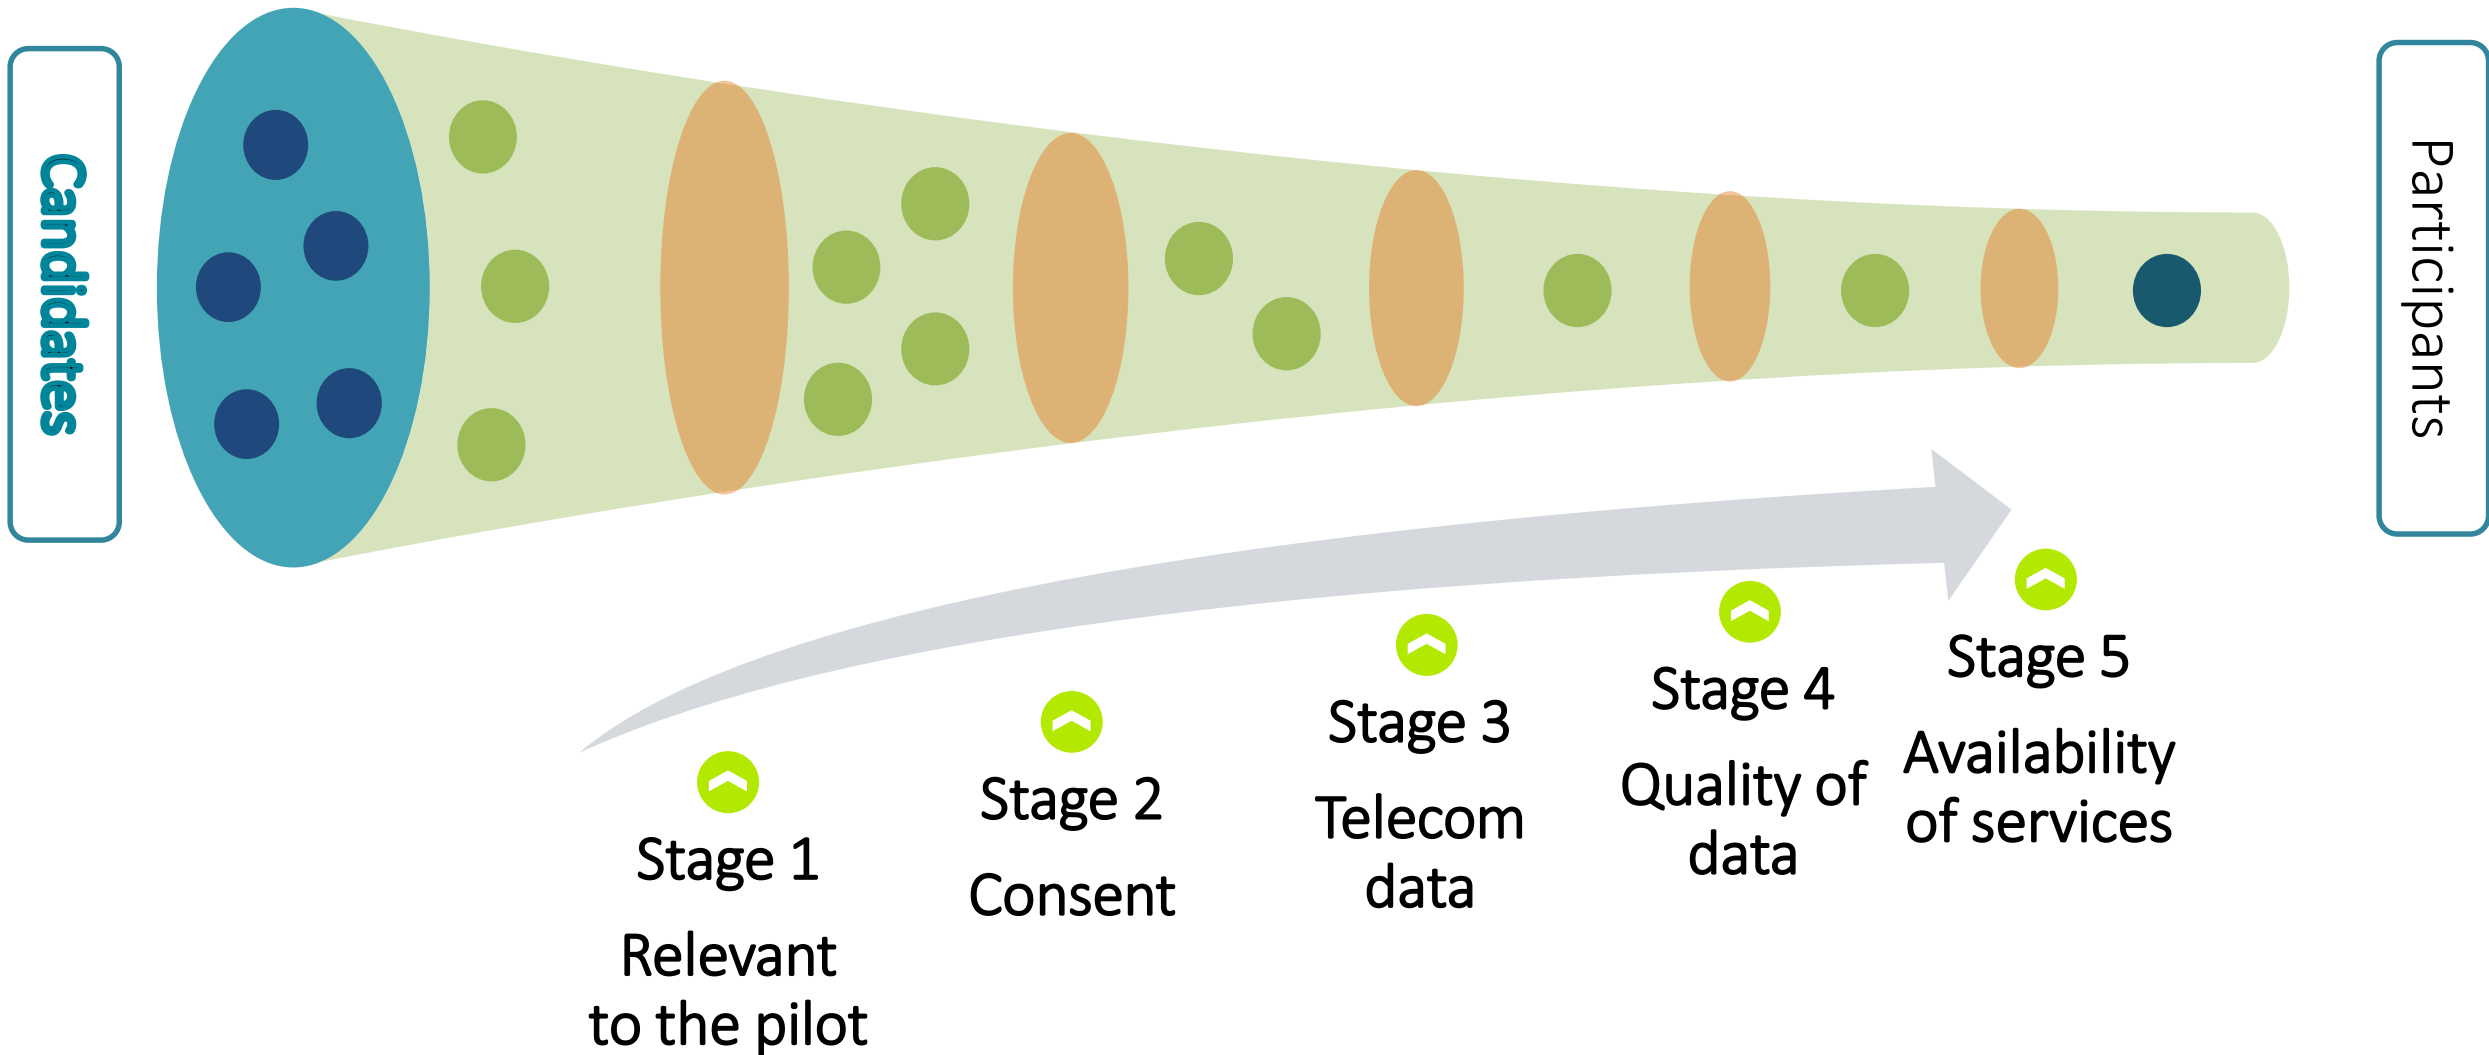 Candidates
Participants
Stage 1
Relevant
to the pilot
Stage 2
Consent
Stage 3
Telecom
data
Stage 4
Quality of
data
Stage 5
Availability
of services